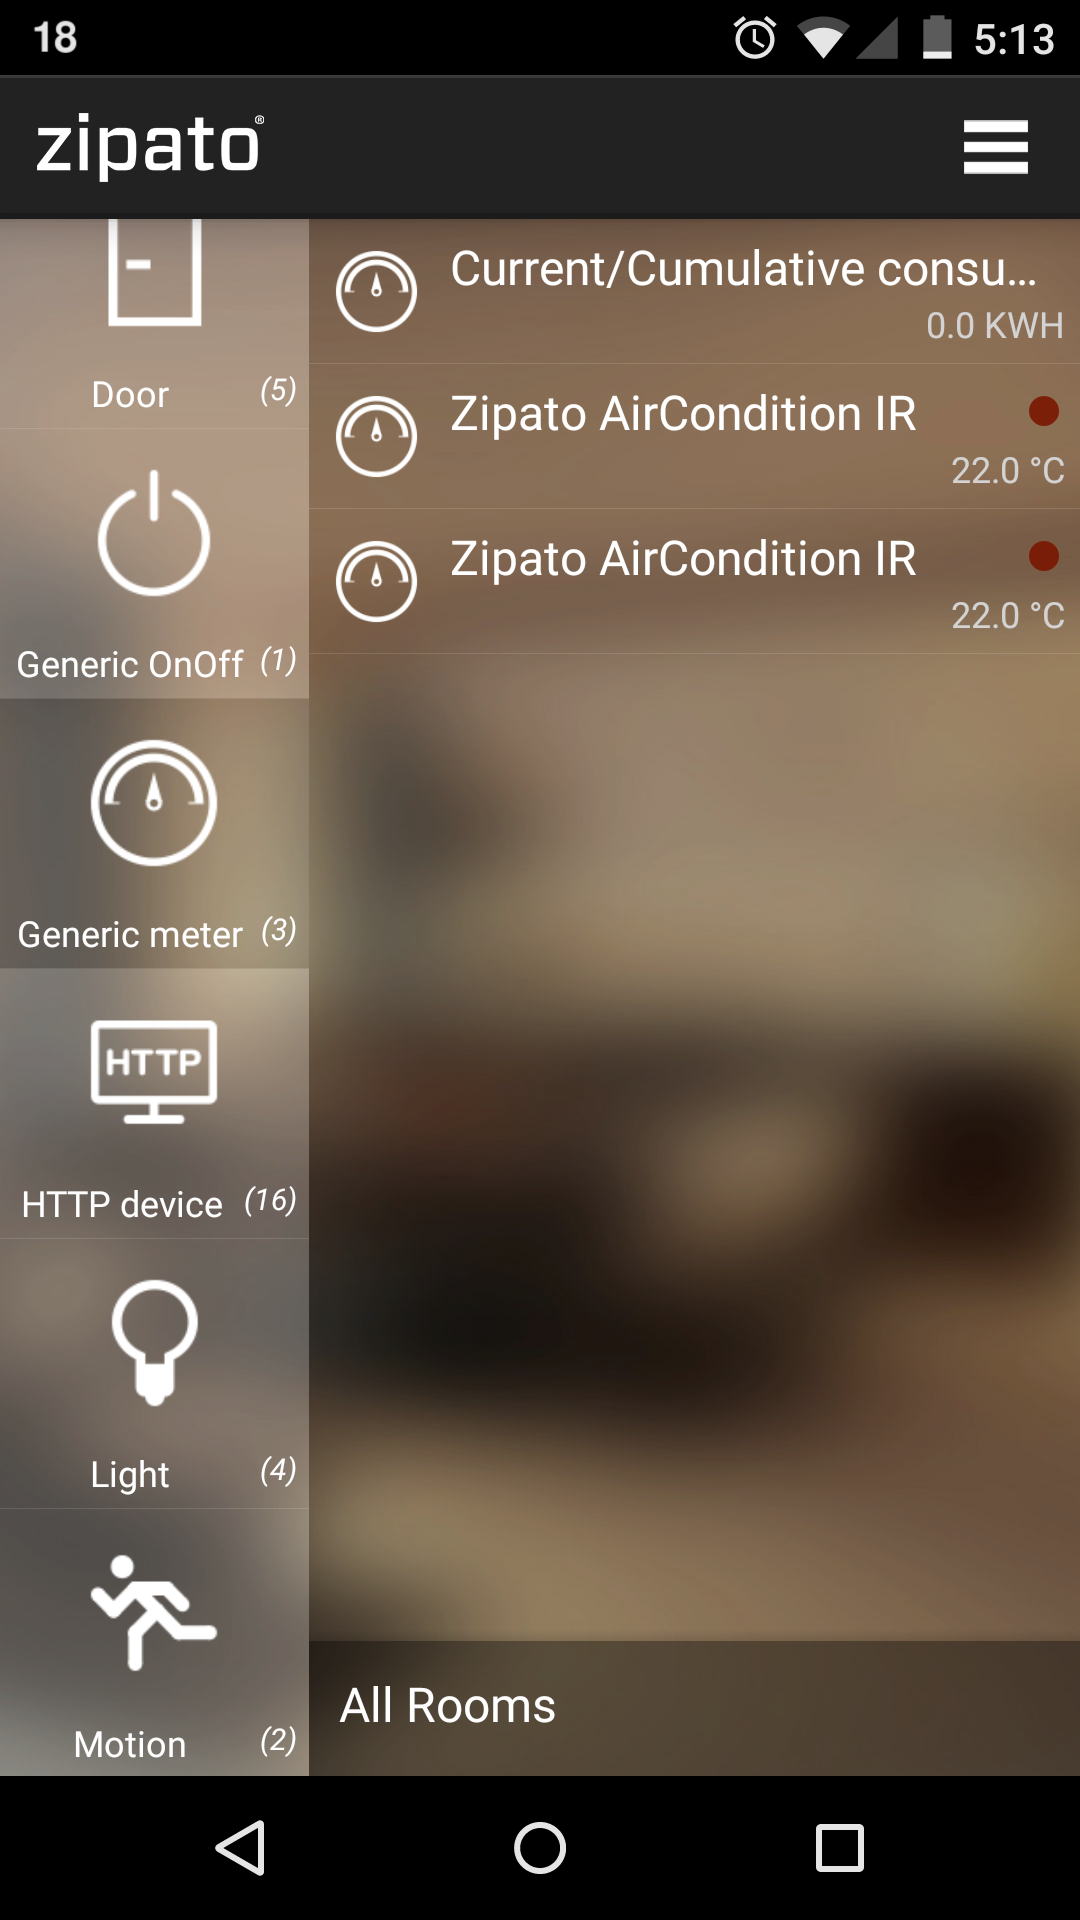 18
5:13
zipato®
Door (5)
Generic OnOff (1)
Generic meter (3)
HTTP
HTTP device (16)
Light (4)
Motion (2)
Current/Cumulative consu...
0.0 KWH
Zipato AirCondition IR
22.0 °C
Zipato AirCondition IR
22.0 °C
All Rooms